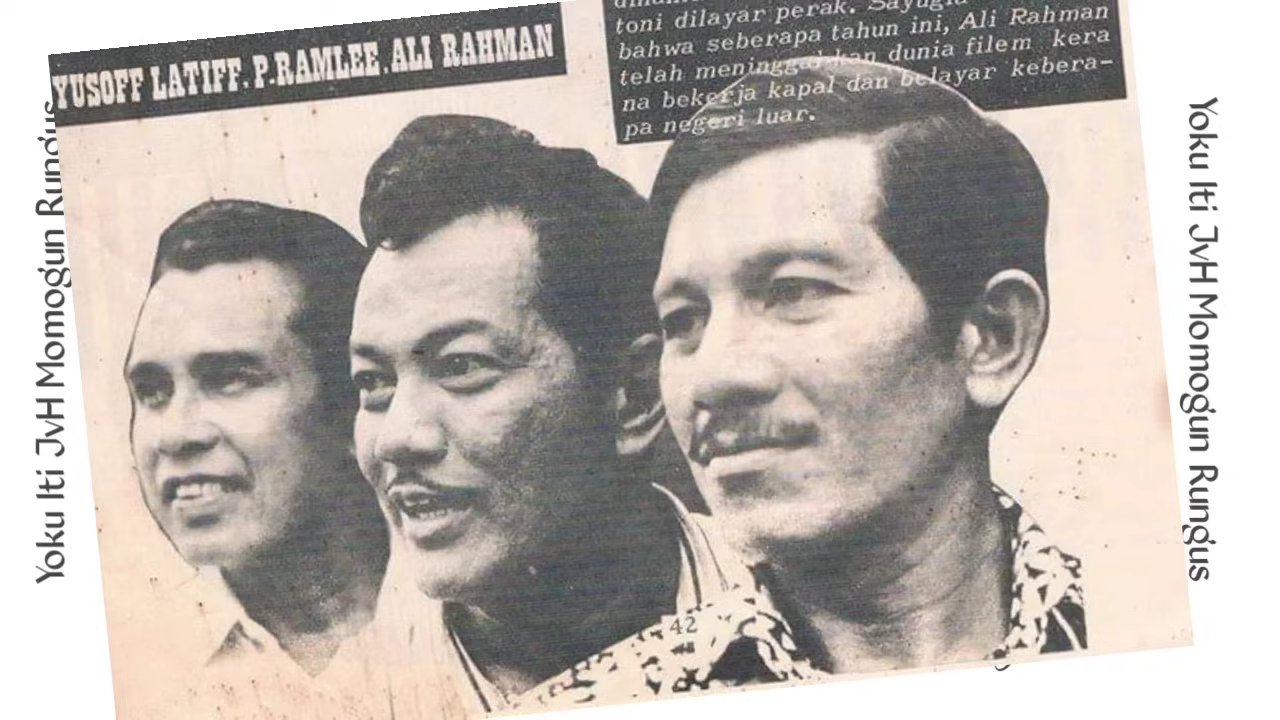 YUSOFF LATIFF, P.RAMLEE, ALI RAHMAN
toni dilayar perak. Sayugia
bahwa seberapa tahun ini, Ali Rahman
telah meninggalkan dunia filem kera
na bekerja kapal dan belayar kebera-
pa negeri luar.
42
Yoku Iti JvH Momogun Rungus
Yoku Iti JvH Momogun Rungus